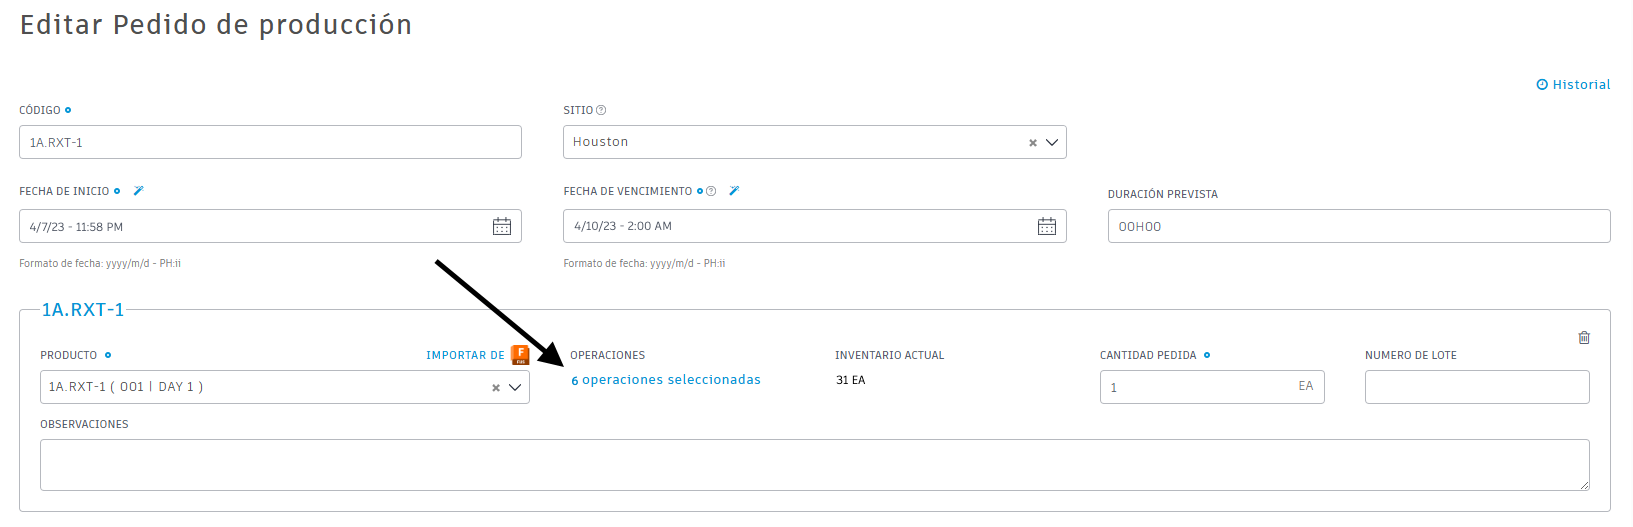 Editar Pedido de producción
Historial
CÓDIGO
1A.RXT-1
SITIO ?
Houston
FECHA DE INICIO
4/7/23 - 11:58 PM
Formato de fecha: yyyy/m/d - PH:ii
FECHA DE VENCIMIENTO ?
4/10/23 - 2:00 AM
Formato de fecha: yyyy/m/d - PH:ii
DURACIÓN PREVISTA
00H00
1A.RXT-1
PRODUCTO
IMPORTAR DE F
1A.RXT-1 ( 001 | DAY 1 )
OPERACIONES
6 operaciones seleccionadas
INVENTARIO ACTUAL
31 EA
CANTIDAD PEDIDA
1 EA
NUMERO DE LOTE
OBSERVACIONES